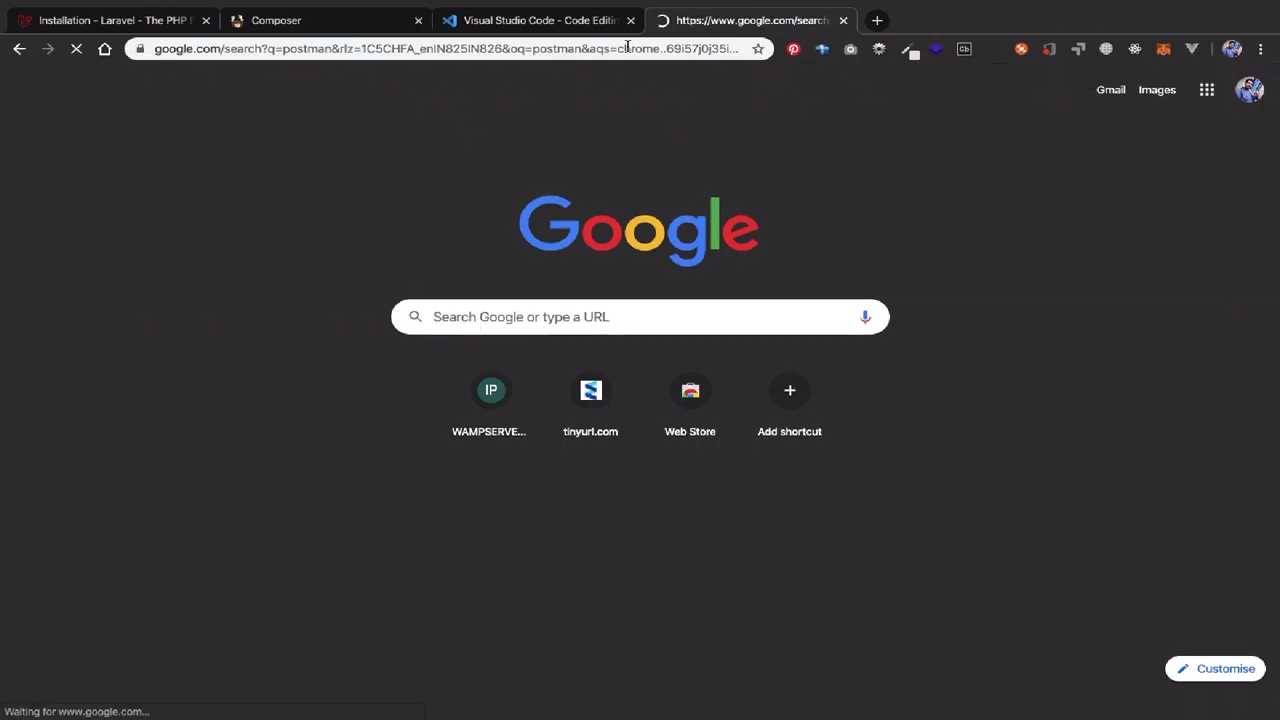 Installation - Laravel - The PHP F
Composer
Visual Studio Code - Code Editin
https://www.google.com/search
google.com/search?q=postman&rlz=1C5CHFA_enIN825IN826&oq=postman&aqs=chrome..69i57j0j35i...
Gb
Gmail
Images
Google
Search Google or type a URL
IP
WAMPSERVE...
tinyurl.com
Web Store
Add shortcut
Customise
Waiting for www.google.com...